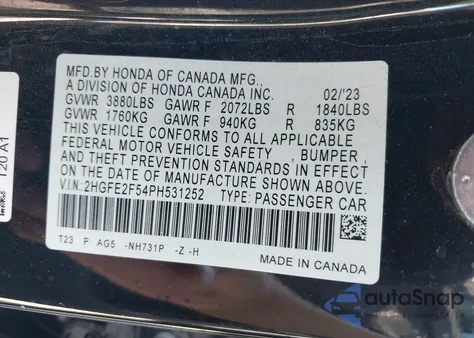 MFD.BY HONDA OF CANADA MFG.,
A DIVISION OF HONDA CANADA INC. 02/'23
GVWR 3880LBS GAWR F 2072LBS R 1840LBS
GVWR 1760KG GAWR F 940KG R 835KG
THIS VEHICLE CONFORMS TO ALL APPLICABLE
FEDERAL MOTOR VEHICLE SAFETY , BUMPER ,
AND THEFT PREVENTION STANDARDS IN EFFECT
ON THE DATE OF MANUFACTURE SHOWN ABOVE.
V.I.N: 2HGFE2F54PH531252 TYPE: PASSENGER CAR
T23 P AG5 -NH731P -Z -H
MADE IN CANADA
T20 A1
autoSnap